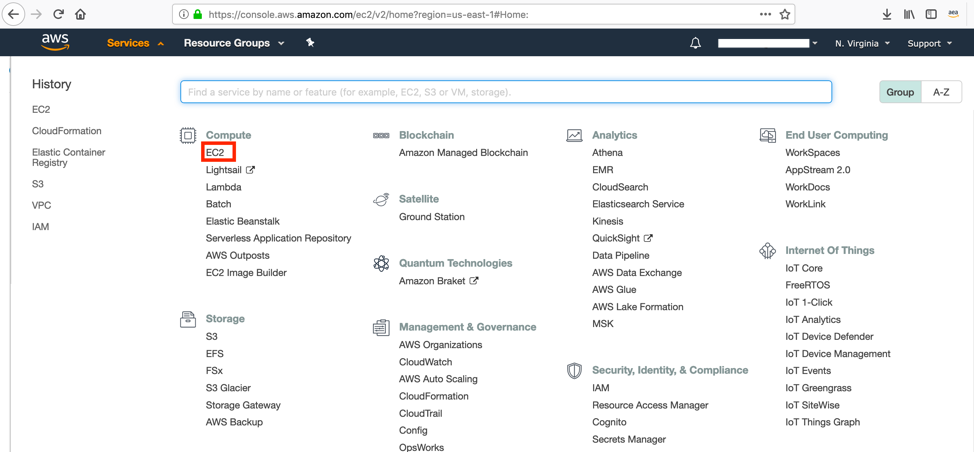 https://console.aws.amazon.com/ec2/v2/home?region=us-east-1#Home:
aea
aws
Services
Resource Groups
N. Virginia
Support
History
EC2
CloudFormation
Elastic Container
Registry
S3
VPC
IAM
Find a service by name or feature (for example, EC2, S3 or VM, storage).
Group
A-Z
Compute
EC2
Lightsail
Lambda
Batch
Elastic Beanstalk
Serverless Application Repository
AWS Outposts
EC2 Image Builder
Storage
S3
EFS
FSx
S3 Glacier
Storage Gateway
AWS Backup
Blockchain
Amazon Managed Blockchain
Satellite
Ground Station
Quantum Technologies
Amazon Braket
Management & Governance
AWS Organizations
CloudWatch
AWS Auto Scaling
CloudFormation
CloudTrail
Config
OpsWorks
Analytics
Athena
EMR
CloudSearch
Elasticsearch Service
Kinesis
QuickSight
Data Pipeline
AWS Data Exchange
AWS Glue
AWS Lake Formation
MSK
Security, Identity, & Compliance
IAM
Resource Access Manager
Cognito
Secrets Manager
End User Computing
WorkSpaces
AppStream 2.0
WorkDocs
WorkLink
Internet Of Things
IoT Core
FreeRTOS
IoT 1-Click
IoT Analytics
IoT Device Defender
IoT Device Management
IoT Events
IoT Greengrass
IoT SiteWise
IoT Things Graph